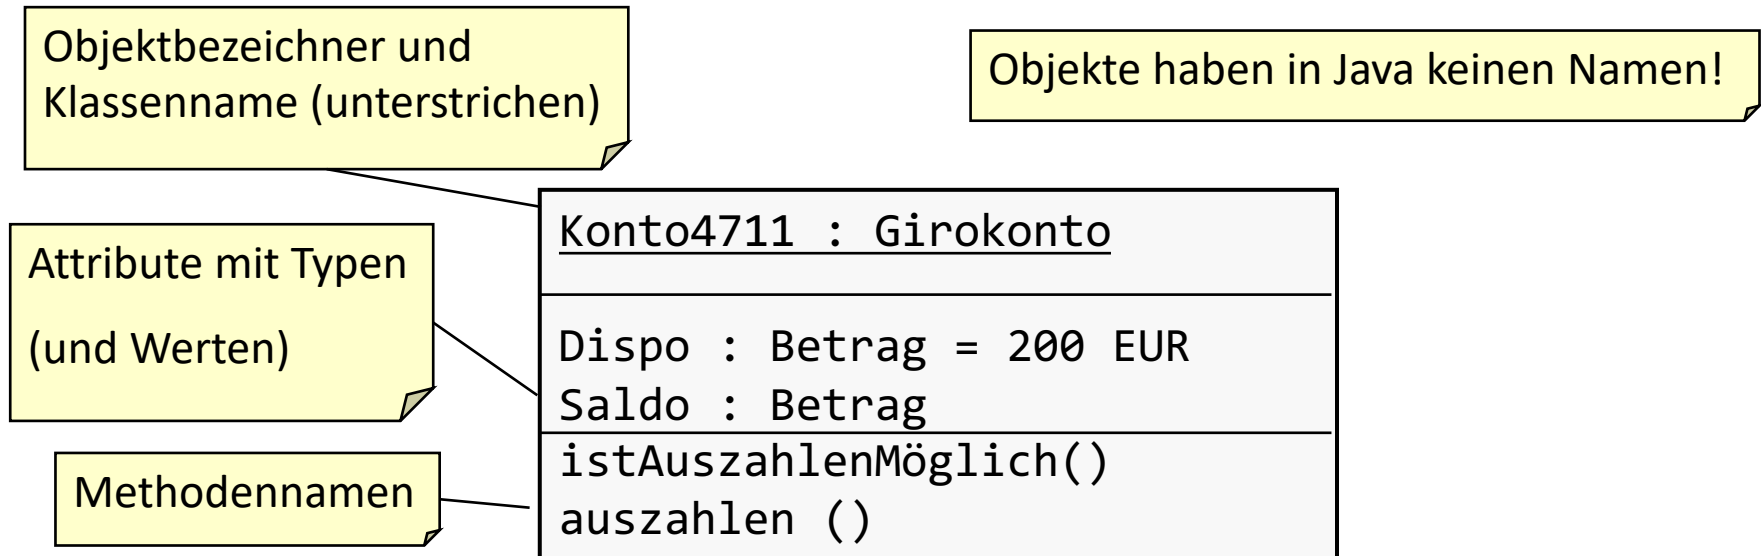 Objektbezeichner und
Klassenname (unterstrichen)
Objekte haben in Java keinen Namen!
Konto4711 : Girokonto
Attribute mit Typen
(und Werten)
Dispo : Betrag = 200 EUR
Saldo : Betrag
Methodennamen
istAuszahlenMöglich()
auszahlen ()